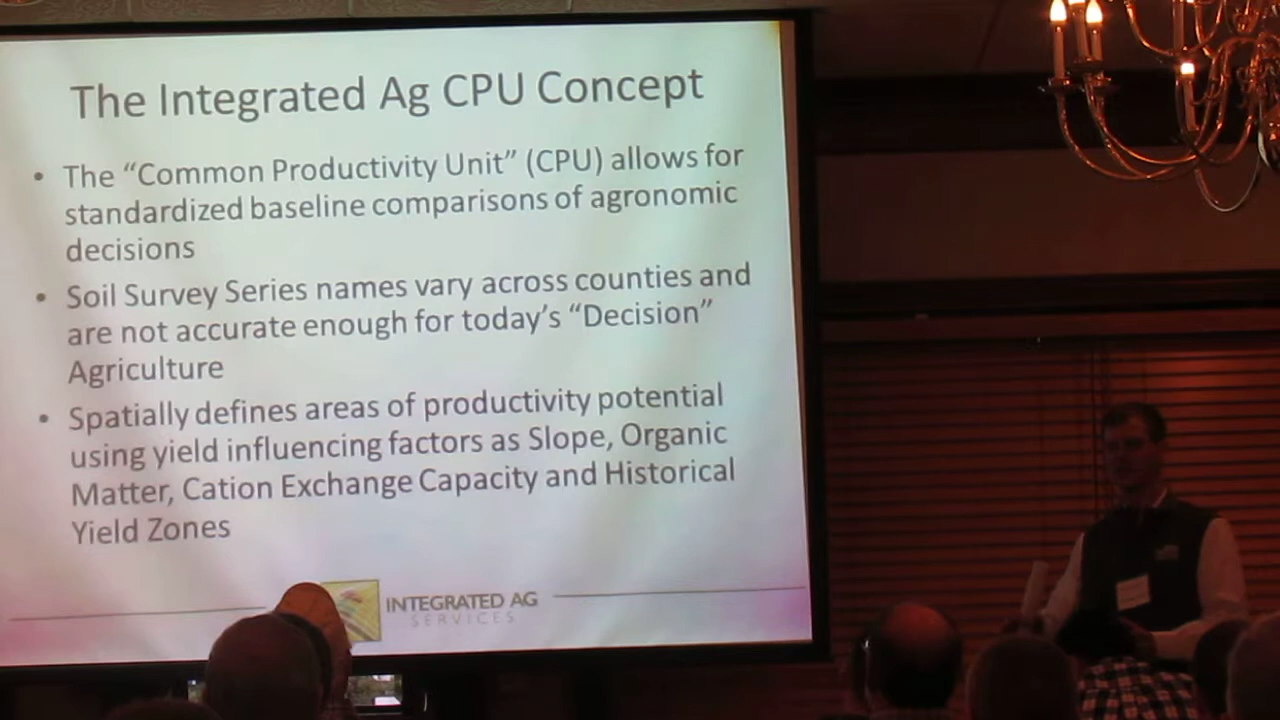 The Integrated Ag CPU Concept
• The “Common Productivity Unit” (CPU) allows for
standardized baseline comparisons of agronomic
decisions
• Soil Survey Series names vary across counties and
are not accurate enough for today’s “Decision”
Agriculture
• Spatially defines areas of productivity potential
using yield influencing factors as Slope, Organic
Matter, Cation Exchange Capacity and Historical
Yield Zones
INTEGRATED AG
SERVICES